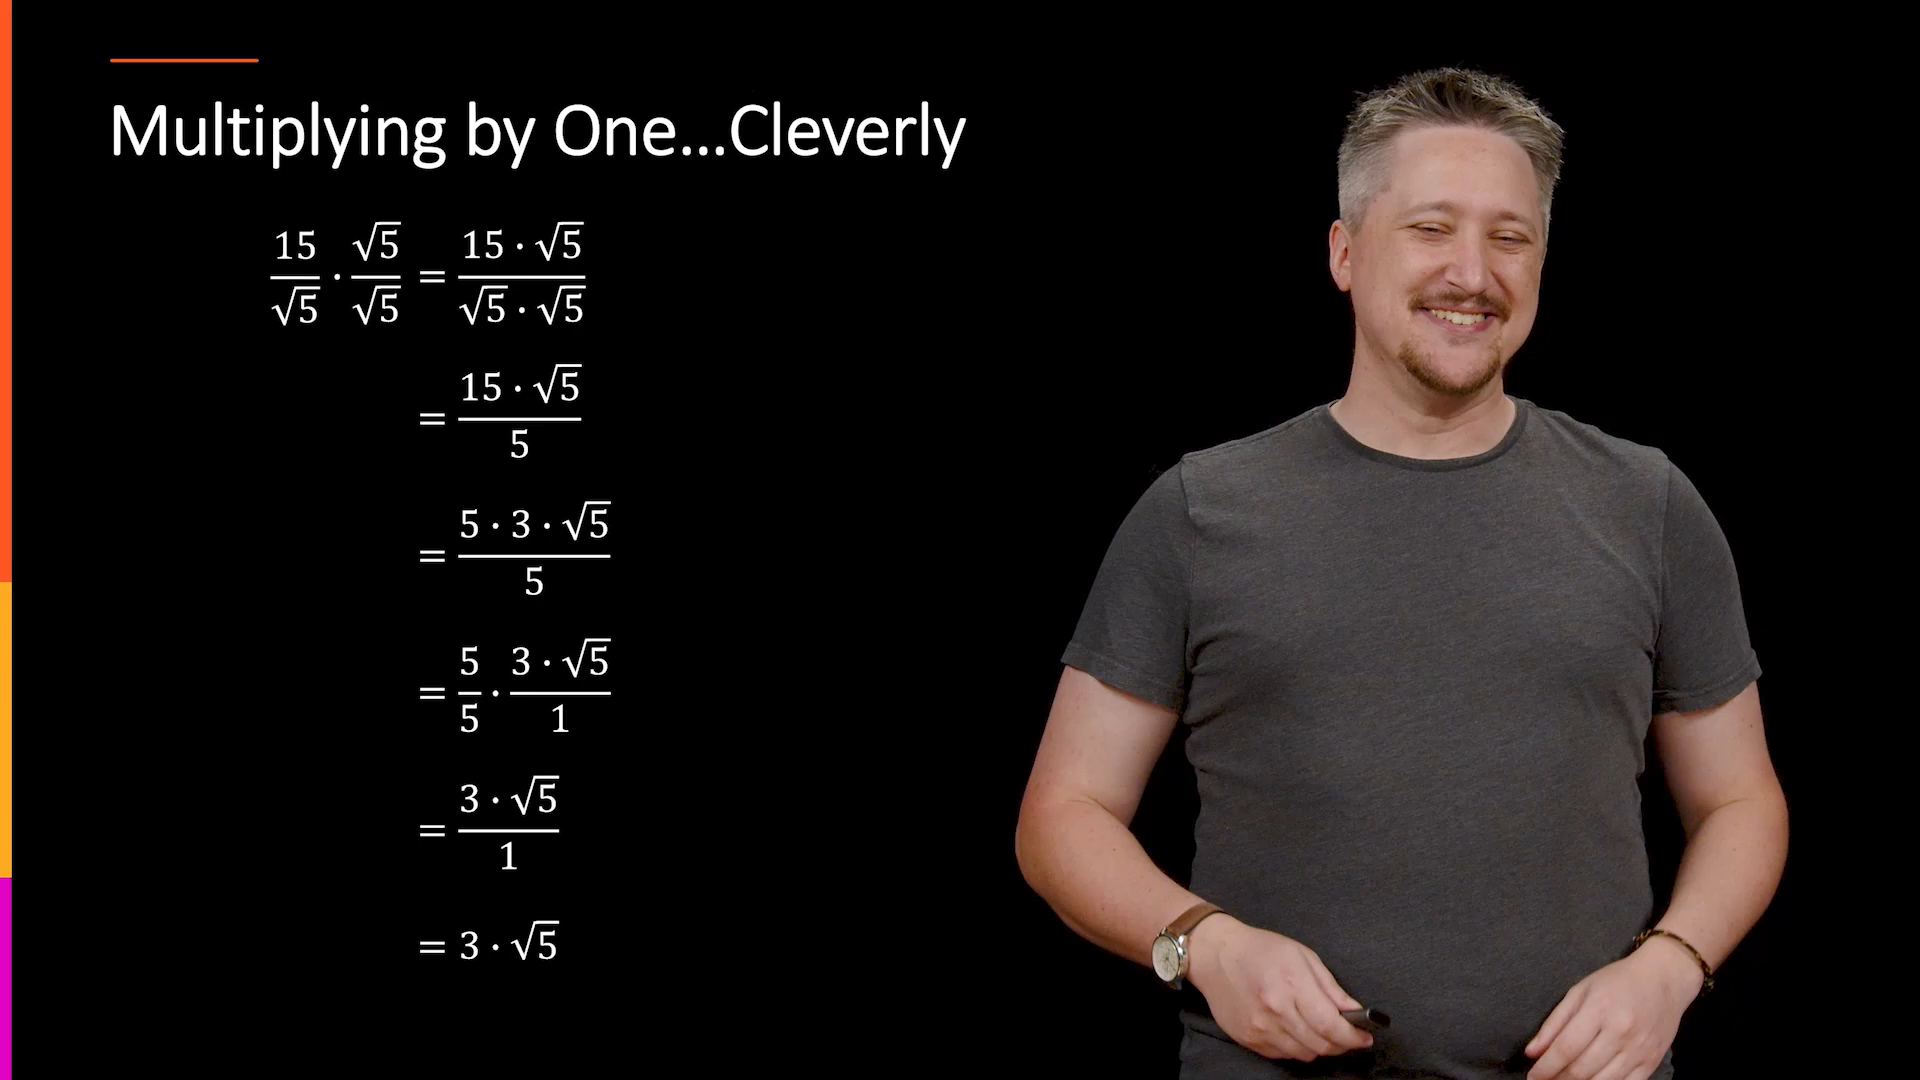 Multiplying by One...Cleverly
15/√5 · √5/√5 = 15 · √5/√5 · √5
= 15 · √5/5
= 5 · 3 · √5/5
= 5/5 · 3 · √5/1
= 3 · √5/1
= 3 · √5